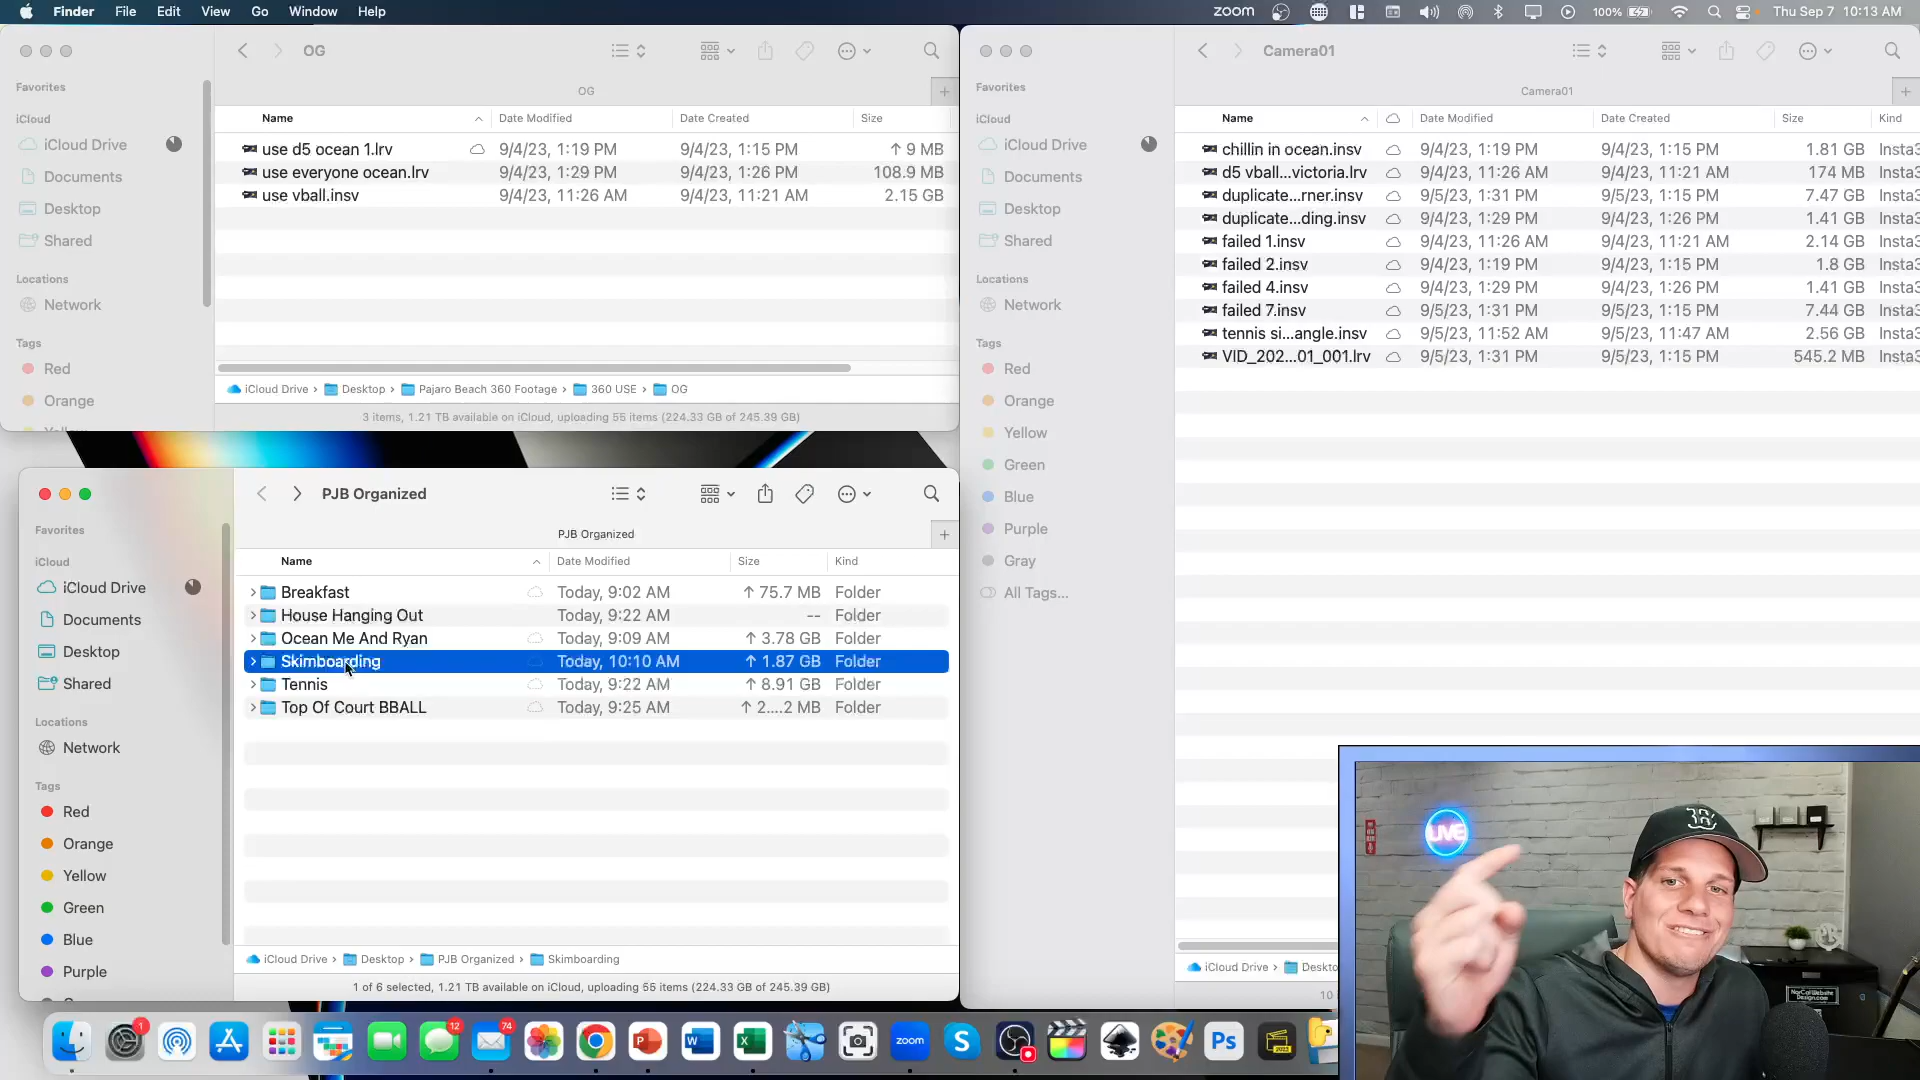 Finder File Edit View Go Window Help zoom 100% Thu Sep 7 10:13 AM
OG
OG
Favorites
iCloud
iCloud Drive
Documents
Desktop
Shared
Locations
Network
Tags
Red
Orange
Name Date Modified Date Created Size
use d5 ocean 1.lrv 9/4/23, 1:19 PM 9/4/23, 1:15 PM ↑ 9 MB
use everyone ocean.lrv 9/4/23, 1:29 PM 9/4/23, 1:26 PM 108.9 MB
use vball.insv 9/4/23, 11:26 AM 9/4/23, 11:21 AM 2.15 GB
iCloud Drive › Desktop › Pajaro Beach 360 Footage › 360 USE › OG
3 items, 1.21 TB available on iCloud, uploading 55 items (224.33 GB of 245.39 GB)
Camera01
Camera01
Favorites
iCloud
iCloud Drive
Documents
Desktop
Shared
Locations
Network
Tags
Red
Orange
Yellow
Green
Blue
Purple
Gray
All Tags...
Name Date Modified Date Created Size Kind
chillin in ocean.insv 9/4/23, 1:19 PM 9/4/23, 1:15 PM 1.81 GB Insta3
d5 vball...victoria.lrv 9/4/23, 11:26 AM 9/4/23, 11:21 AM 174 MB Insta3
duplicate...rner.insv 9/5/23, 1:31 PM 9/5/23, 1:15 PM 7.47 GB Insta3
duplicate...ding.insv 9/4/23, 1:29 PM 9/4/23, 1:26 PM 1.41 GB Insta3
failed 1.insv 9/4/23, 11:26 AM 9/4/23, 11:21 AM 2.14 GB Insta3
failed 2.insv 9/4/23, 1:19 PM 9/4/23, 1:15 PM 1.8 GB Insta3
failed 4.insv 9/4/23, 1:29 PM 9/4/23, 1:26 PM 1.41 GB Insta3
failed 7.insv 9/5/23, 1:31 PM 9/5/23, 1:15 PM 7.44 GB Insta3
tennis si...angle.insv 9/5/23, 11:52 AM 9/5/23, 11:47 AM 2.56 GB Insta3
VID_202...01_001.lrv 9/5/23, 1:31 PM 9/5/23, 1:15 PM 545.2 MB Insta3
iCloud Drive › Deskto
10
PJB Organized
PJB Organized
Favorites
iCloud
iCloud Drive
Documents
Desktop
Shared
Locations
Network
Tags
Red
Orange
Yellow
Green
Blue
Purple
Name Date Modified Size Kind
Breakfast Today, 9:02 AM ↑ 75.7 MB Folder
House Hanging Out Today, 9:22 AM -- Folder
Ocean Me And Ryan Today, 9:09 AM ↑ 3.78 GB Folder
Skimboarding Today, 10:10 AM ↑ 1.87 GB Folder
Tennis Today, 9:22 AM ↑ 8.91 GB Folder
Top Of Court BBALL Today, 9:25 AM ↑ 2....2 MB Folder
iCloud Drive › Desktop › PJB Organized › Skimboarding
1 of 6 selected, 1.21 TB available on iCloud, uploading 55 items (224.33 GB of 245.39 GB)
LIVE
B
NorCalWebsite
Design.com
1 12 74 P W X zoom S Ps